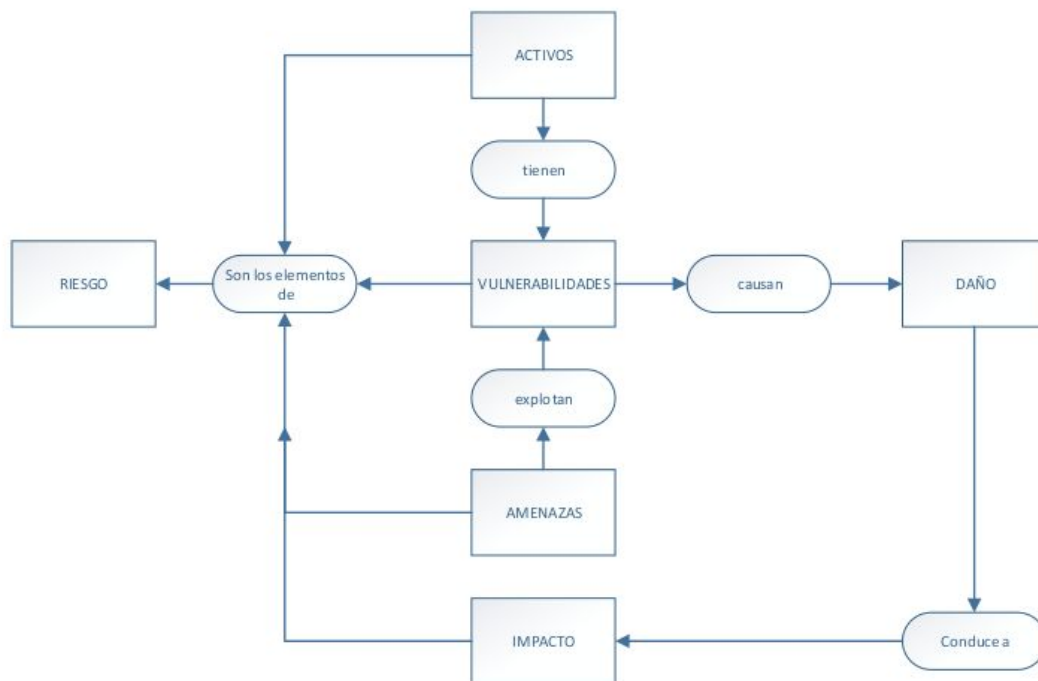 ACTIVOS
tienen
RIESGO
Son los elementos
de
VULNERABILIDADES
causan
DAÑO
explotan
AMENAZAS
IMPACTO
Conduce a